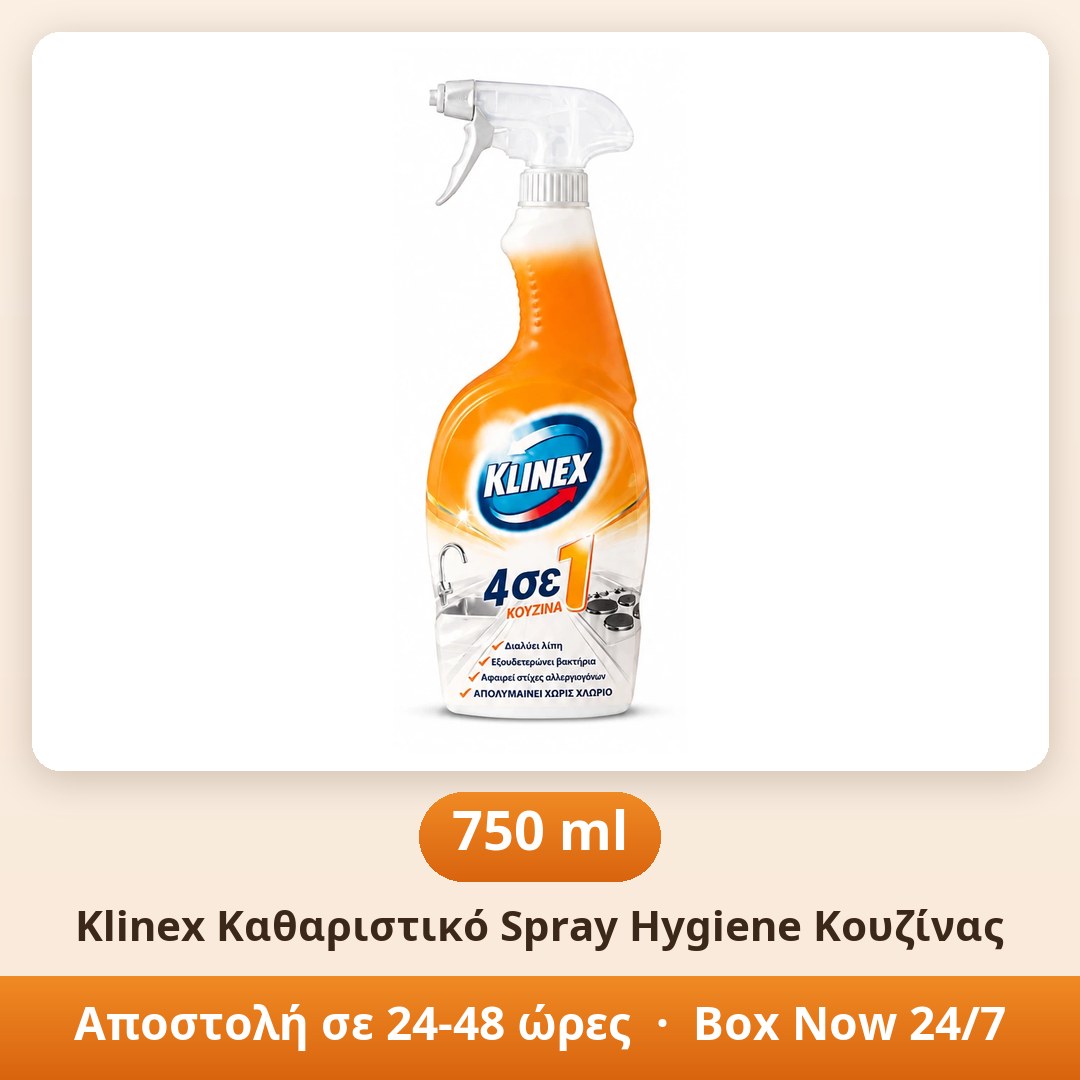 KLINEX
4σε1
ΚΟΥΖΙΝΑ
Διαλύει λίπη
Εξουδετερώνει βακτήρια
Αφαιρεί στίχες αλλεργιογόνων
ΑΠΟΛΥΜΑΙΝΕΙ ΧΩΡΙΣ ΧΛΩΡΙΟ
750 ml
Klinex Καθαριστικό Spray Hygiene Κουζίνας
Αποστολή σε 24-48 ώρες · Box Now 24/7